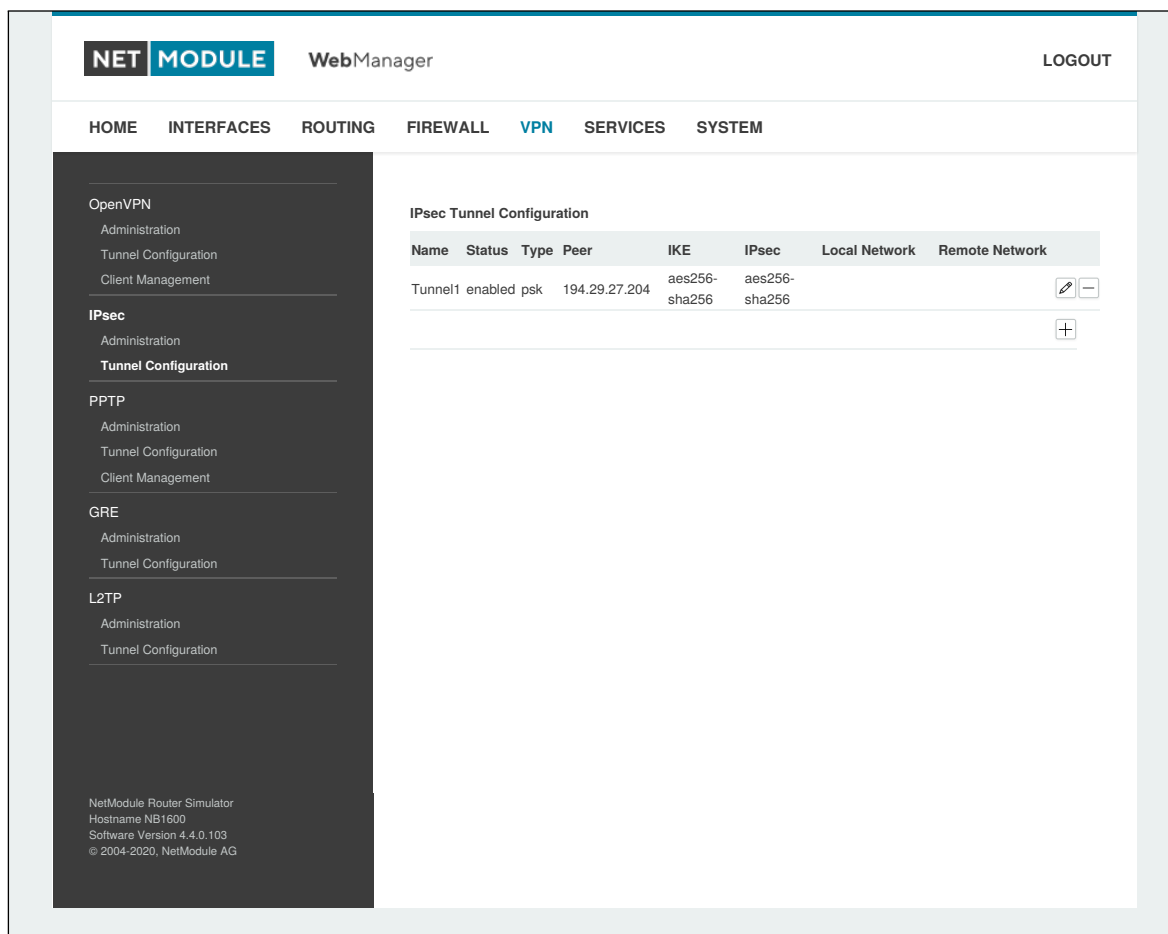 NET MODULE WebManager LOGOUT
HOME INTERFACES ROUTING FIREWALL VPN SERVICES SYSTEM
OpenVPN
Administration
Tunnel Configuration
Client Management
IPsec
Administration
Tunnel Configuration
PPTP
Administration
Tunnel Configuration
Client Management
GRE
Administration
Tunnel Configuration
L2TP
Administration
Tunnel Configuration
NetModule Router Simulator
Hostname NB1600
Software Version 4.4.0.103
© 2004-2020, NetModule AG
IPsec Tunnel Configuration
Name Status Type Peer IKE IPsec Local Network Remote Network
Tunnel1 enabled psk 194.29.27.204 aes256- aes256-
sha256 sha256